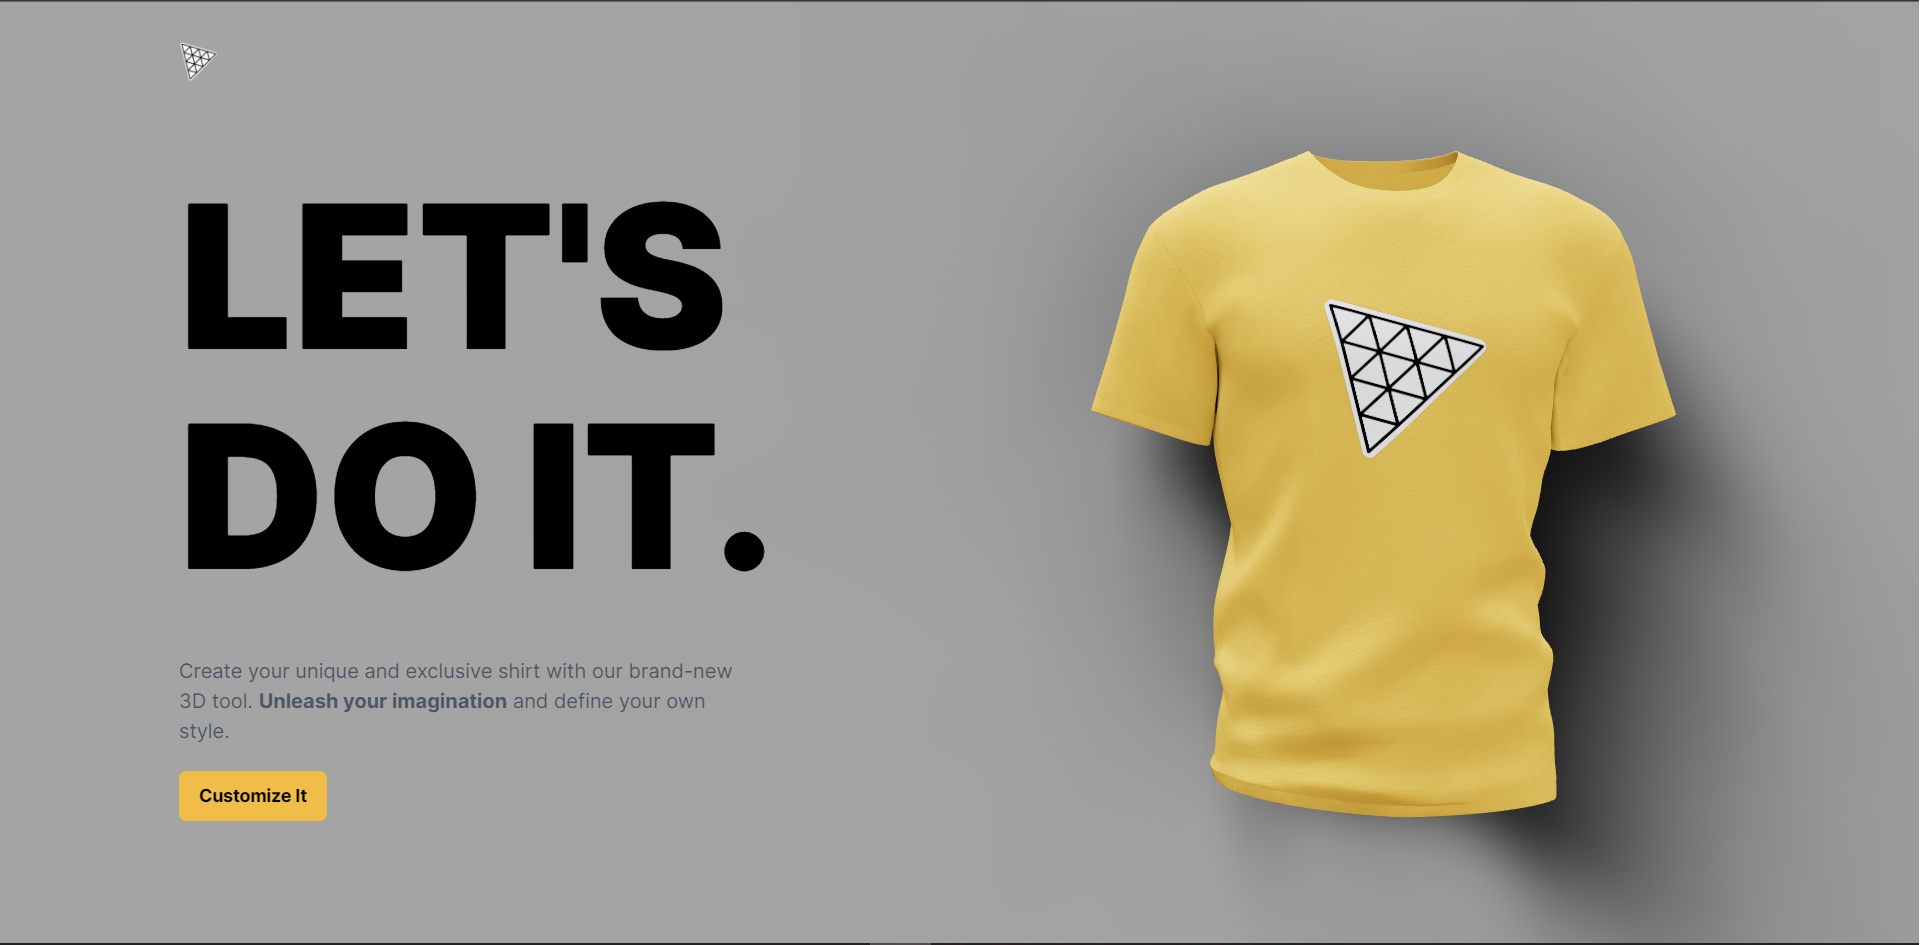 LET'S
DO IT.
Create your unique and exclusive shirt with our brand-new
3D tool. Unleash your imagination and define your own
style.
Customize It